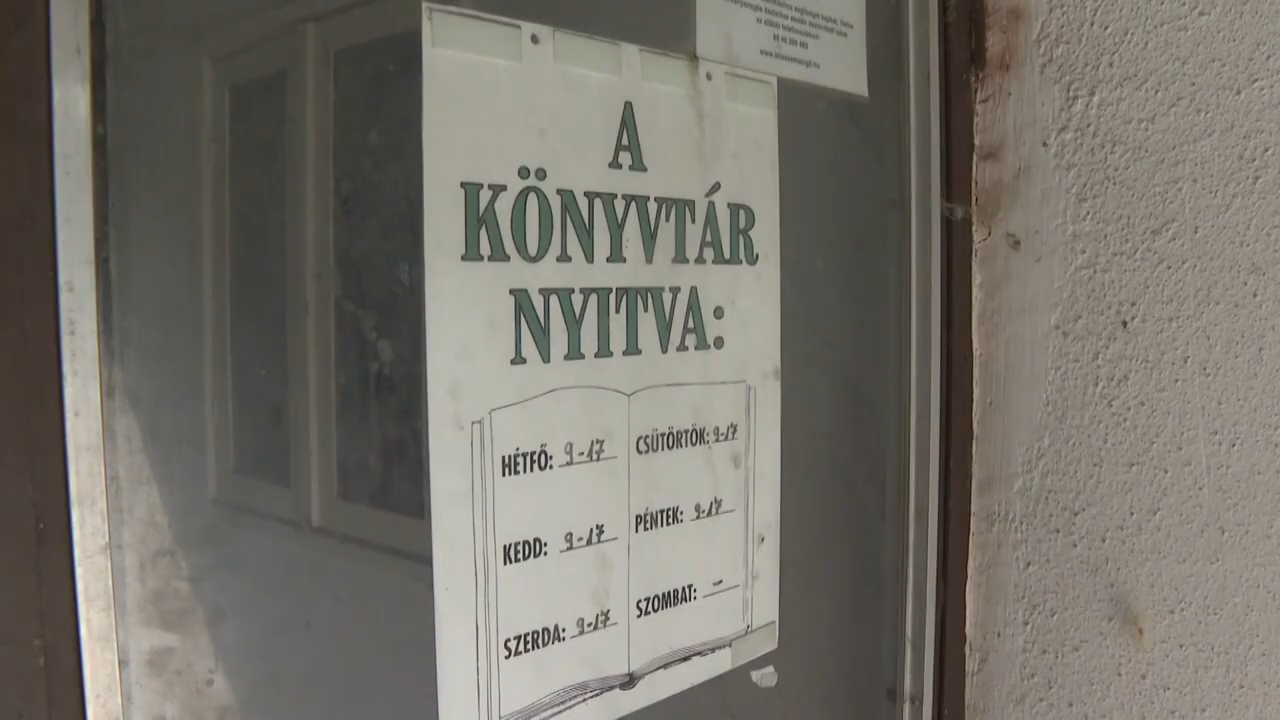 A
KÖNYVTÁR
NYITVA:
HÉTFŐ: 9-17
KEDD: 9-17
SZERDA: 9-17
CSÜTÖRTÖK: 9-17
PÉNTEK: 9-17
SZOMBAT: -